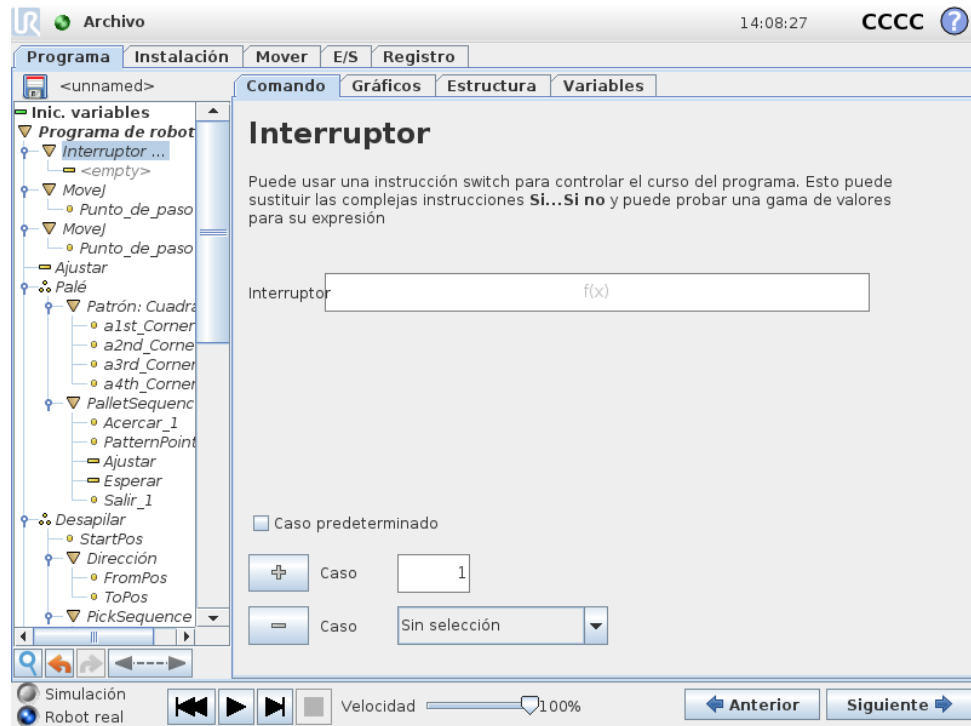 Archivo
14:08:27
CCCC
?
Programa
Instalación
Mover
E/S
Registro
<unnamed>
Comando
Gráficos
Estructura
Variables
Inic. variables
Programa de robot
Interruptor ...
<empty>
MoveJ
Punto_de_paso
MoveJ
Punto_de_paso
Ajustar
Palé
Patrón: Cuadra
a1st_Corner
a2nd_Corne
a3rd_Corner
a4th_Corner
PalletSequenc
Acercar_1
PatternPoint
Ajustar
Esperar
Salir_1
Desapilar
StartPos
Dirección
FromPos
ToPos
PickSequence
Interruptor
Puede usar una instrucción switch para controlar el curso del programa. Esto puede
sustituir las complejas instrucciones Si...Si no y puede probar una gama de valores
para su expresión
Interruptor
f(x)
Caso predeterminado
Caso
1
Caso
Sin selección
Simulación
Robot real
Velocidad
100%
Anterior
Siguiente